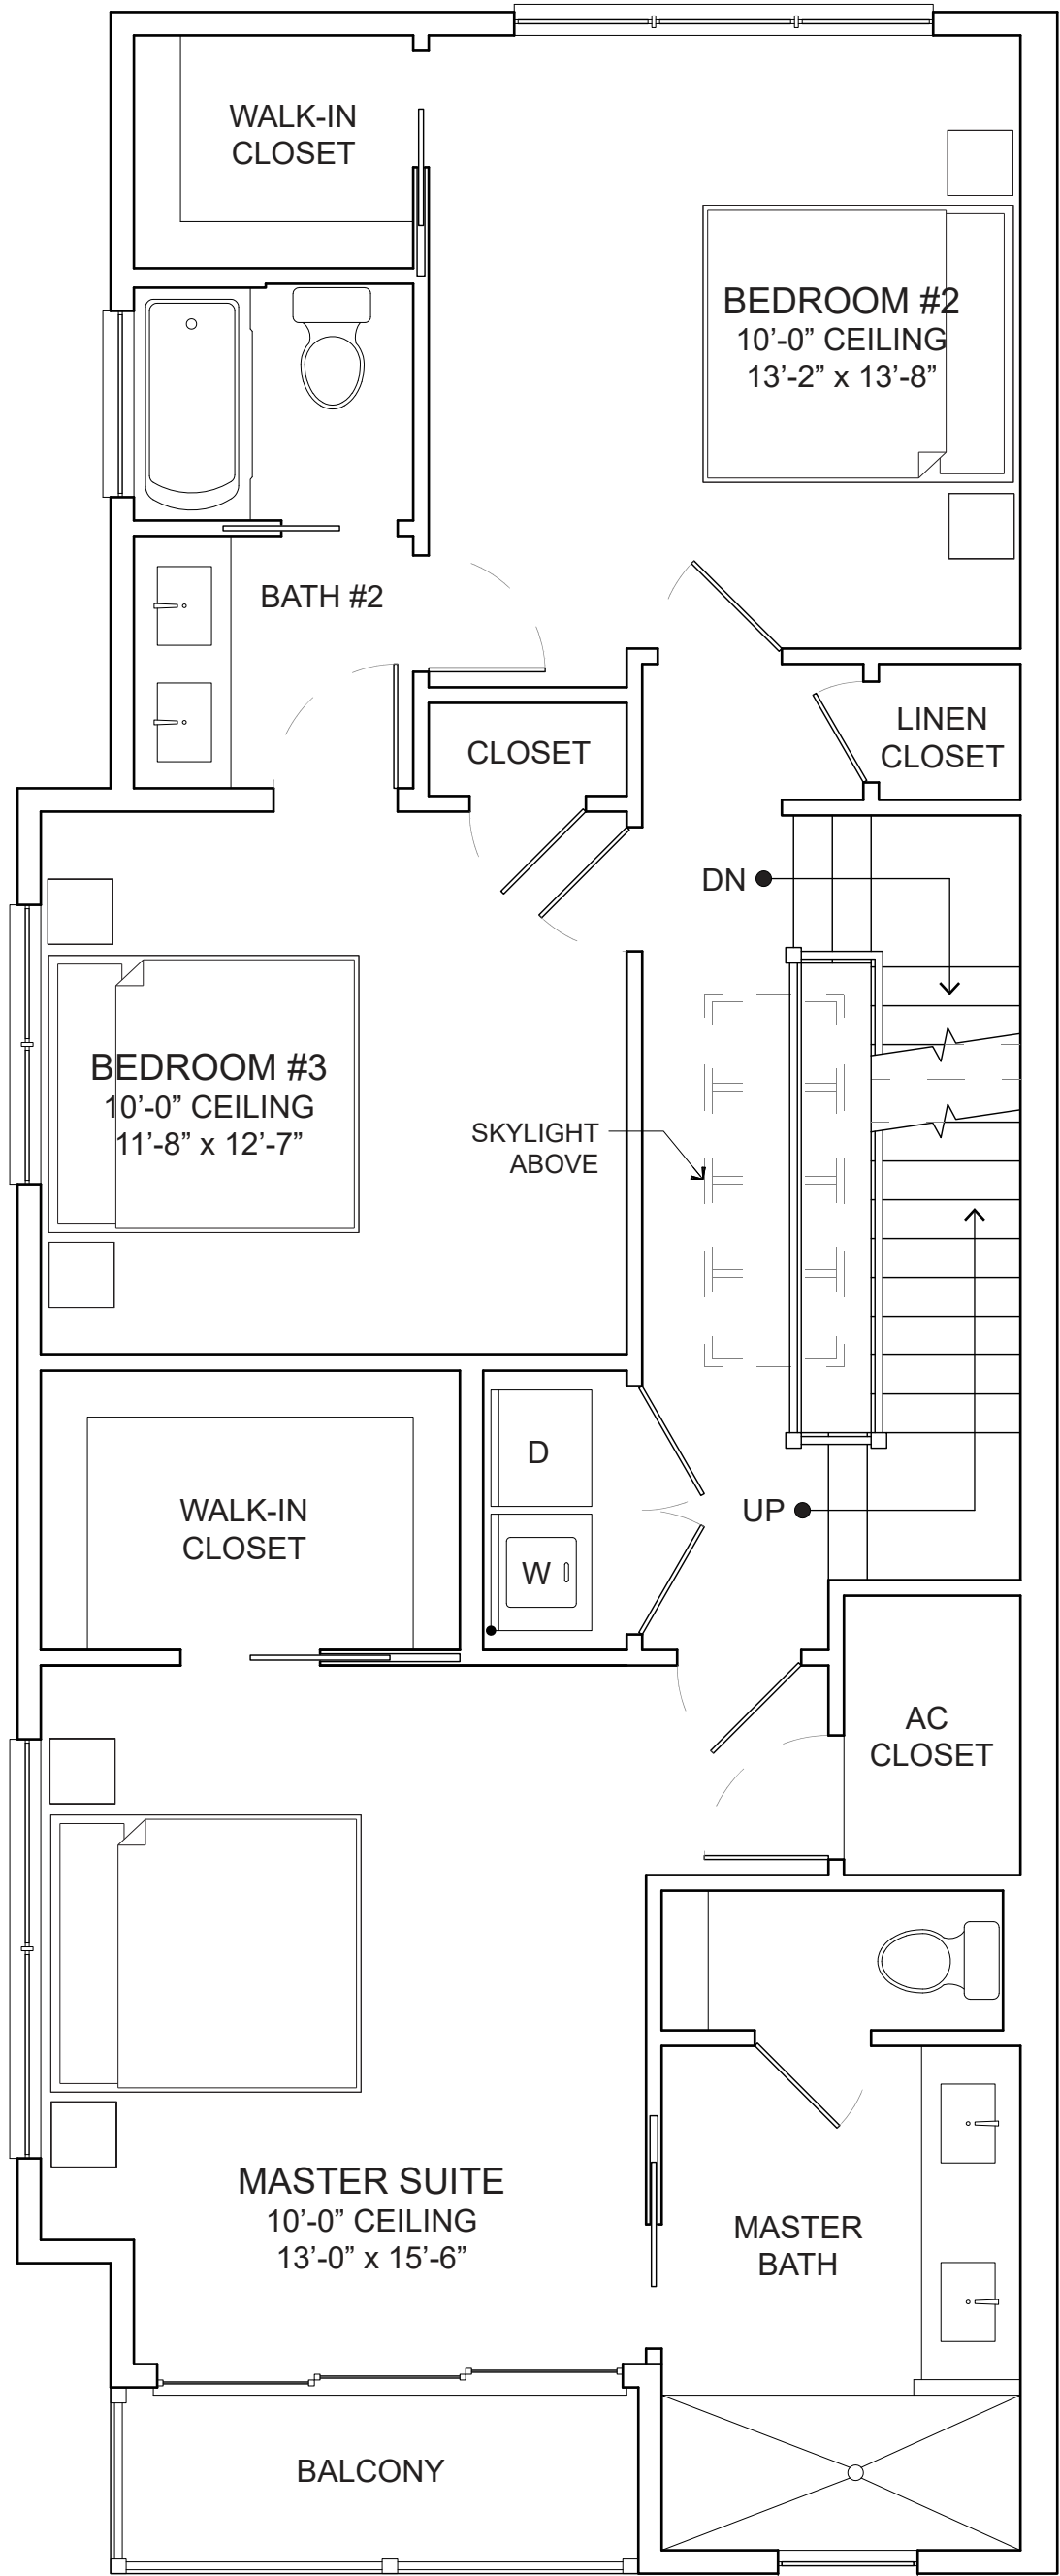 WALK-IN
CLOSET
BEDROOM #2
10’-0” CEILING
13’-2” x 13’-8”
BATH #2
LINEN
CLOSET
CLOSET
DN
BEDROOM #3
10’-0” CEILING
11’-8” x 12’-7”
SKYLIGHT
ABOVE
D
WALK-IN
CLOSET
UP
W
AC
CLOSET
MASTER SUITE
10’-0” CEILING
13’-0” x 15’-6”
MASTER
BATH
BALCONY